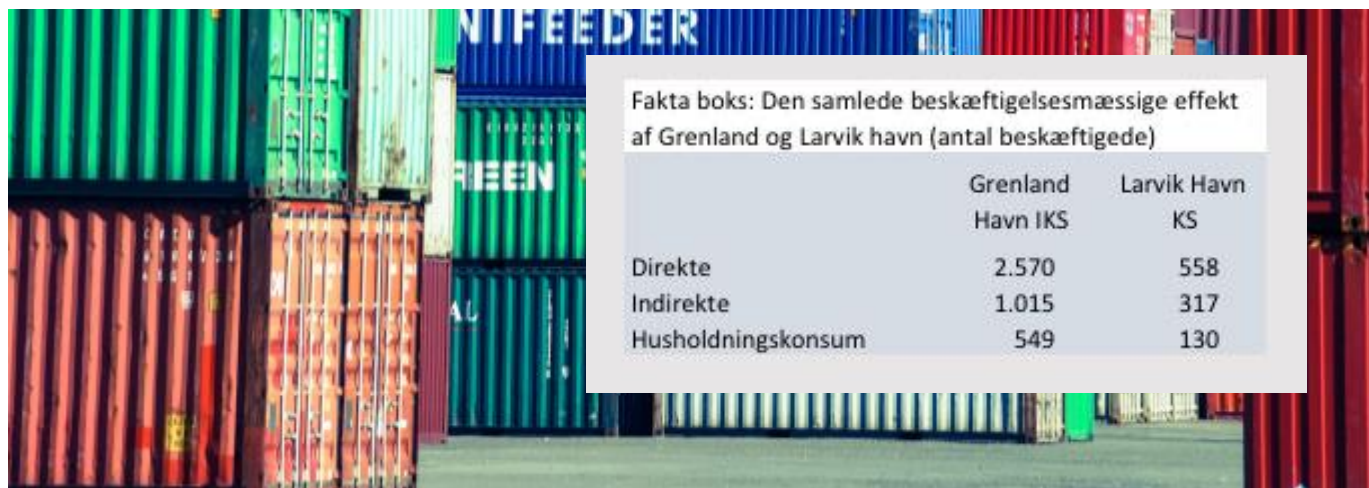 NIFEEDER
REEN
AL
Fakta boks: Den samlede beskæftigelsesmæssige effekt
af Grenland og Larvik havn (antal beskæftigede)
Grenland Larvik Havn
Havn IKS KS
Direkte 2.570 558
Indirekte 1.015 317
Husholdningskonsum 549 130